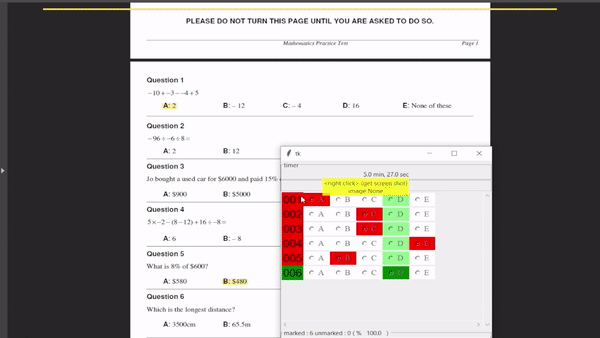 PLEASE DO NOT TURN THIS PAGE UNTIL YOU ARE ASKED TO DO SO.
Mathematics Practice Test Page 1
Question 1
−10 + −3 − −4 + 5
A: 2 B: − 12 C: − 4 D: 16 E: None of these
Question 2
− 96 ÷ −6 ÷ 8 =
A: 2 B: 12
Question 3
Jo bought a used car for $6000 and paid 15%
A: $900 B: $5000
Question 4
5 × −2 − (8 − 12) + 16 ÷ −8 =
A: 6 B: − 8
Question 5
What is 8% of $600?
A: $580 B: $480
Question 6
Which is the longest distance?
A: 3500cm B: 65.5m
tk
timer
5.0 min, 27.0 sec
<right click> (get screen shot)
image None
001 A B C D E
002 A B C D E
003 A B C D E
004 A B C D E
005 A B C D E
006 A B C D E
marked : 6 unmarked : 0 ( % 100.0 )